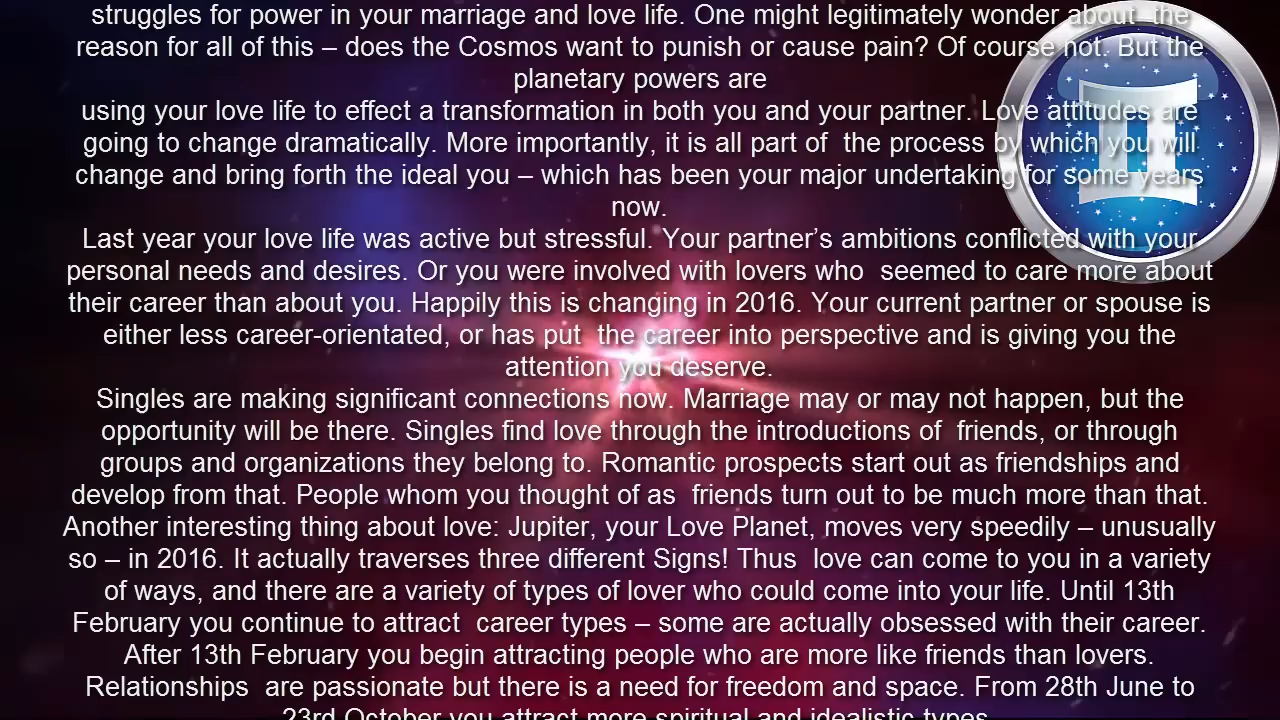 struggles for power in your marriage and love life. One might legitimately wonder about  the
reason for all of this – does the Cosmos want to punish or cause pain? Of course not. But the
planetary powers are
using your love life to effect a transformation in both you and your partner. Love attitudes are
going to change dramatically. More importantly, it is all part of  the process by which you will
change and bring forth the ideal you – which has been your major undertaking for some years
now.
Last year your love life was active but stressful. Your partner’s ambitions conflicted with your
personal needs and desires. Or you were involved with lovers who  seemed to care more about
their career than about you. Happily this is changing in 2016. Your current partner or spouse is
either less career-orientated, or has put  the career into perspective and is giving you the
attention you deserve.
Singles are making significant connections now. Marriage may or may not happen, but the
opportunity will be there. Singles find love through the introductions of  friends, or through
groups and organizations they belong to. Romantic prospects start out as friendships and
develop from that. People whom you thought of as  friends turn out to be much more than that.
Another interesting thing about love: Jupiter, your Love Planet, moves very speedily – unusually
so – in 2016. It actually traverses three different Signs! Thus  love can come to you in a variety
of ways, and there are a variety of types of lover who could come into your life. Until 13th
February you continue to attract  career types – some are actually obsessed with their career.
After 13th February you begin attracting people who are more like friends than lovers.
Relationships  are passionate but there is a need for freedom and space. From 28th June to
23rd October you attract more spiritual and idealistic types.